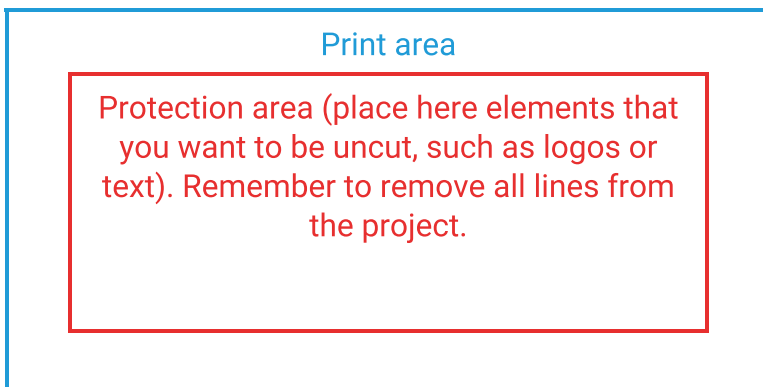 Print area
Protection area (place here elements that
you want to be uncut, such as logos or
text). Remember to remove all lines from
the project.